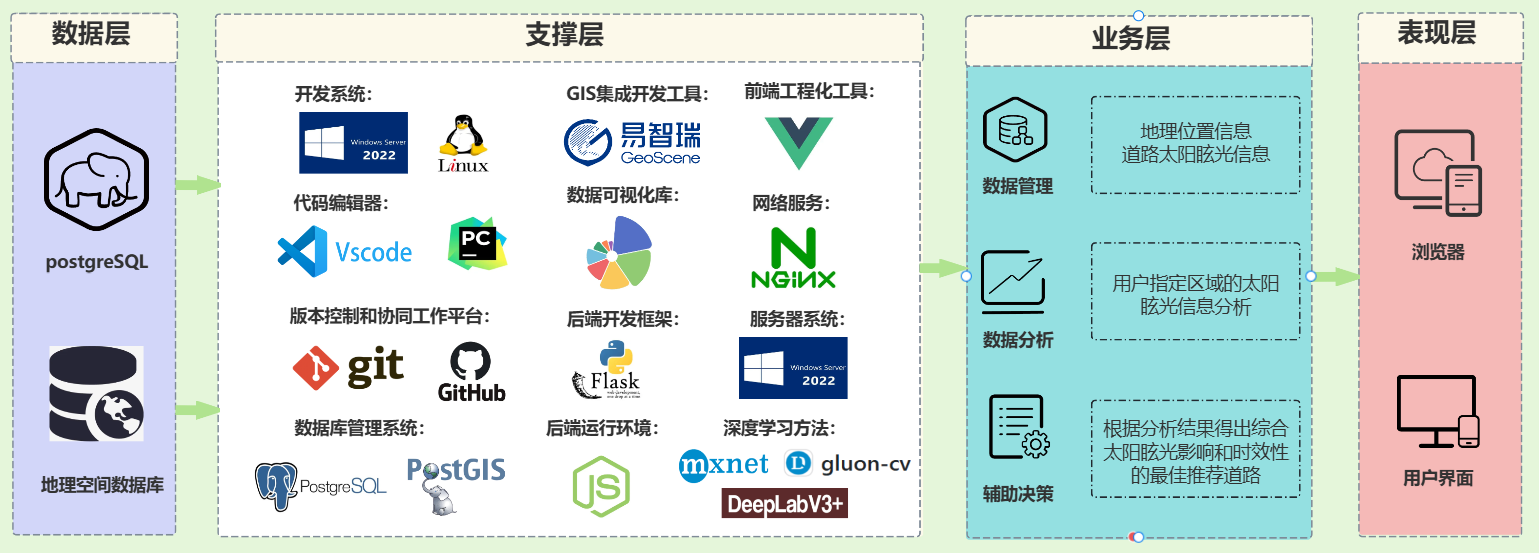 数据层
postgreSQL
地理空间数据库
支撑层
开发系统：
Windows Server
2022
Linux
GIS集成开发工具：
易智瑞
GeoScene
前端工程化工具：
代码编辑器：
Vscode
PC
数据可视化库：
网络服务：
NGiNX
版本控制和协同工作平台：
git
GitHub
后端开发框架：
Flask
服务器系统：
Windows Server
2022
数据库管理系统：
PostgreSQL
PostGIS
后端运行环境：
JS
深度学习方法：
mxnet
D
gluon-cv
DeepLabV3+
业务层
数据管理
地理位置信息
道路太阳眩光信息
数据分析
用户指定区域的太阳
眩光信息分析
辅助决策
根据分析结果得出综合
太阳眩光影响和时效性
的最佳推荐道路
表现层
浏览器
用户界面